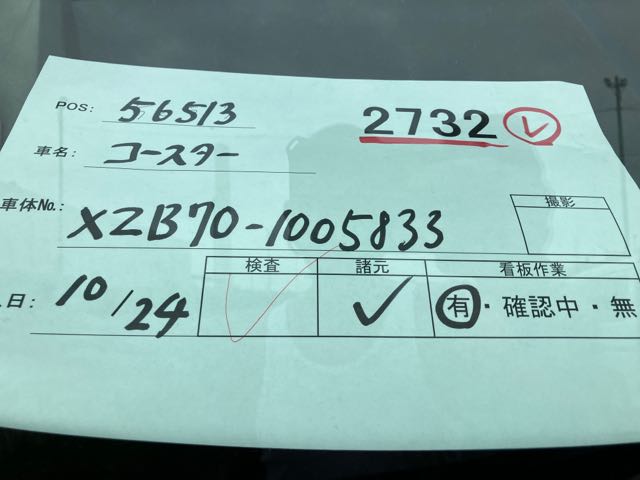 POS: 56513
2732
車名: コースター
車体No.: XZB70-1005833
撮影
日: 10/24
検査 諸元 看板作業
有・確認中・無